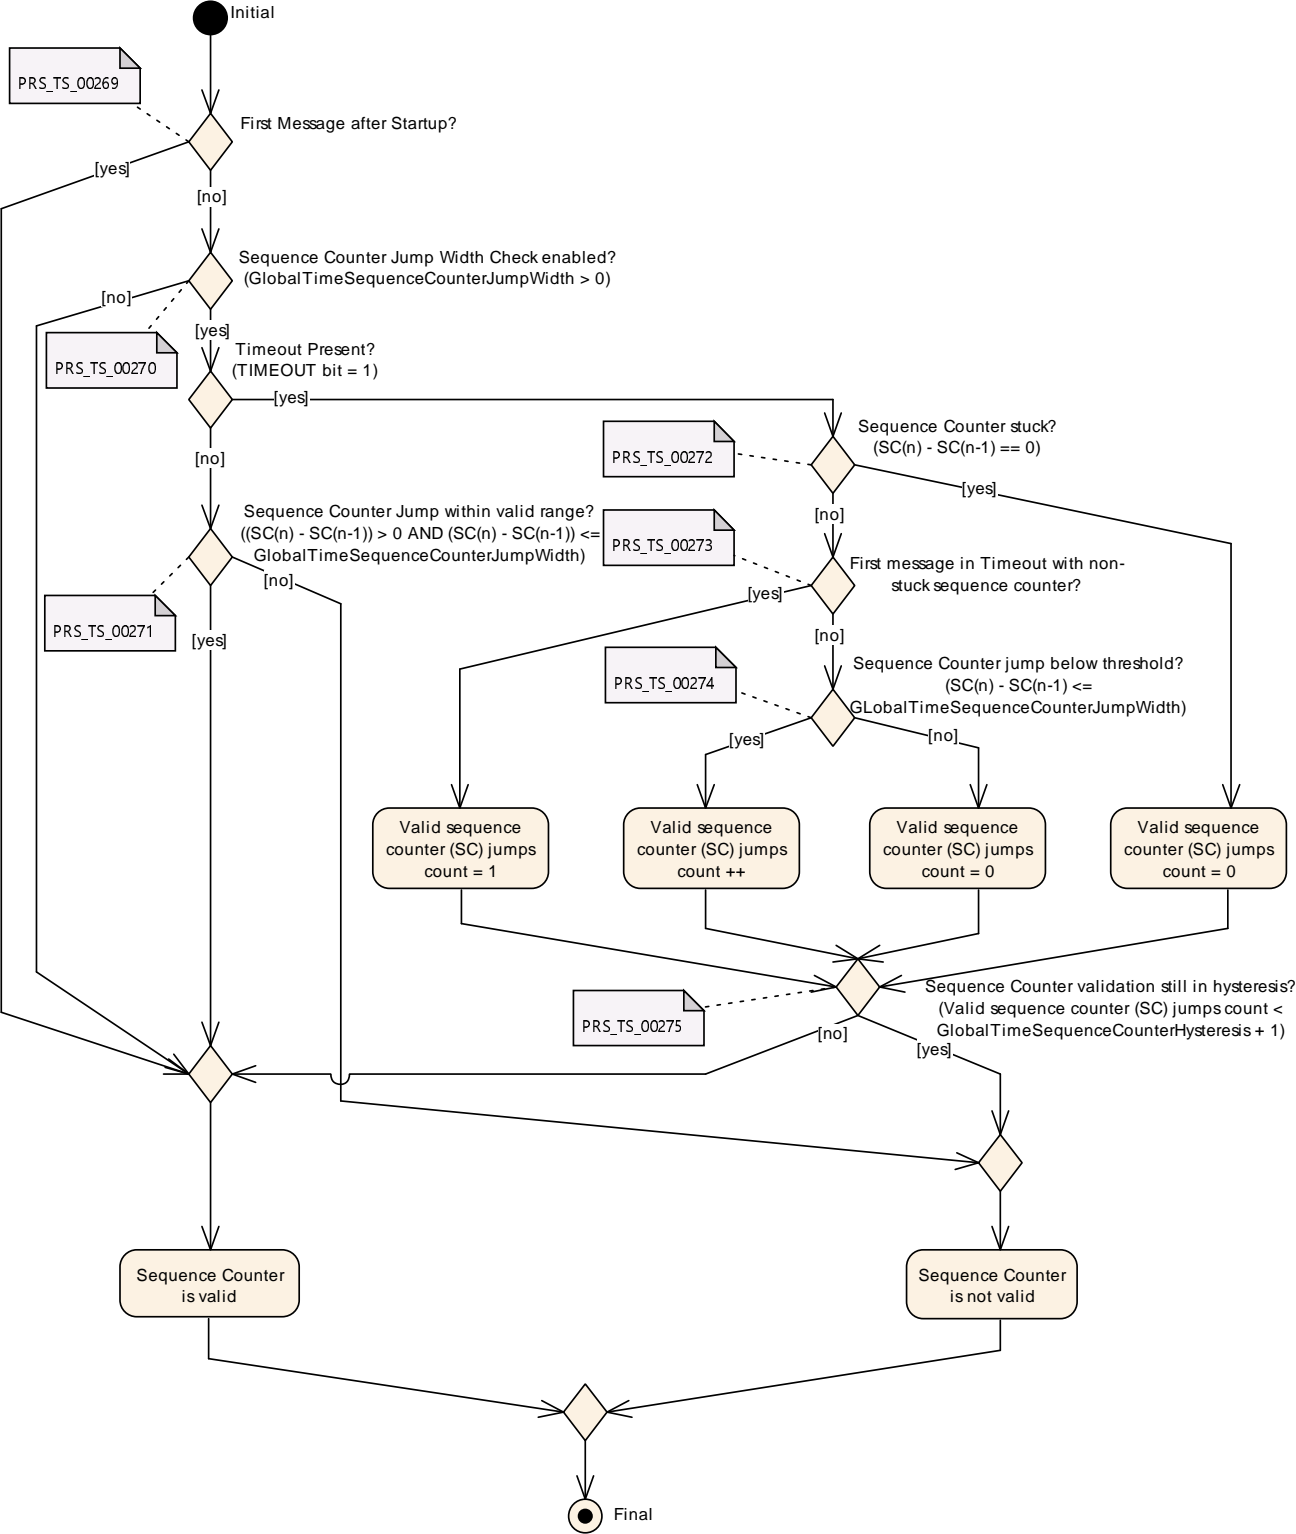 Initial
PRS_TS_00269
First Message after Startup?
[yes]
[no]
Sequence Counter Jump Width Check enabled?
(GlobalTimeSequenceCounterJumpWidth > 0)
[no]
[yes]
PRS_TS_00270
Timeout Present?
(TIMEOUT bit = 1)
[yes]
[no]
Sequence Counter stuck?
(SC(n) - SC(n-1) == 0)
PRS_TS_00272
[yes]
[no]
Sequence Counter Jump within valid range?
((SC(n) - SC(n-1)) > 0 AND (SC(n) - SC(n-1)) <=
GlobalTimeSequenceCounterJumpWidth)
[no]
PRS_TS_00271
[yes]
PRS_TS_00273
First message in Timeout with non-
stuck sequence counter?
[yes]
[no]
PRS_TS_00274
Sequence Counter jump below threshold?
(SC(n) - SC(n-1) <=
GLobalTimeSequenceCounterJumpWidth)
[yes]
[no]
Valid sequence
counter (SC) jumps
count = 1
Valid sequence
counter (SC) jumps
count ++
Valid sequence
counter (SC) jumps
count = 0
Valid sequence
counter (SC) jumps
count = 0
PRS_TS_00275
Sequence Counter validation still in hysteresis?
(Valid sequence counter (SC) jumps count <
GlobalTimeSequenceCounterHysteresis + 1)
[no]
[yes]
Sequence Counter
is valid
Sequence Counter
is not valid
Final